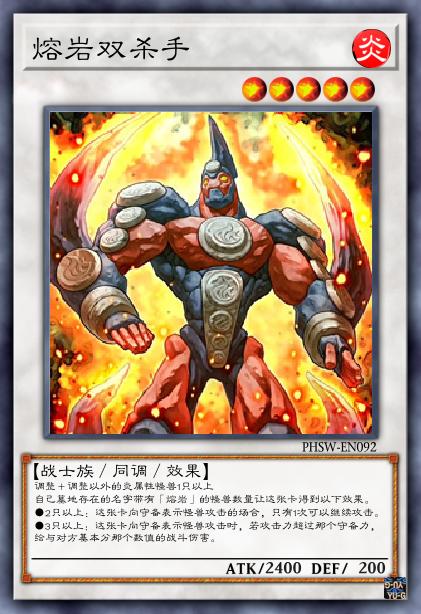 熔岩双杀手
炎
PHSW-EN092
【战士族／同调／效果】
调整＋调整以外的炎属性怪兽1只以上
自己墓地存在的名字带有「熔岩」的怪兽数量让这张卡得到以下效果。
●2只以上：这张卡向守备表示怪兽攻击的场合，只有1次可以继续攻击。
●3只以上：这张卡向守备表示怪兽攻击时，若攻击力超过那个守备力，
给与对方基本分那个数值的战斗伤害。
ATK/2400 DEF/ 200